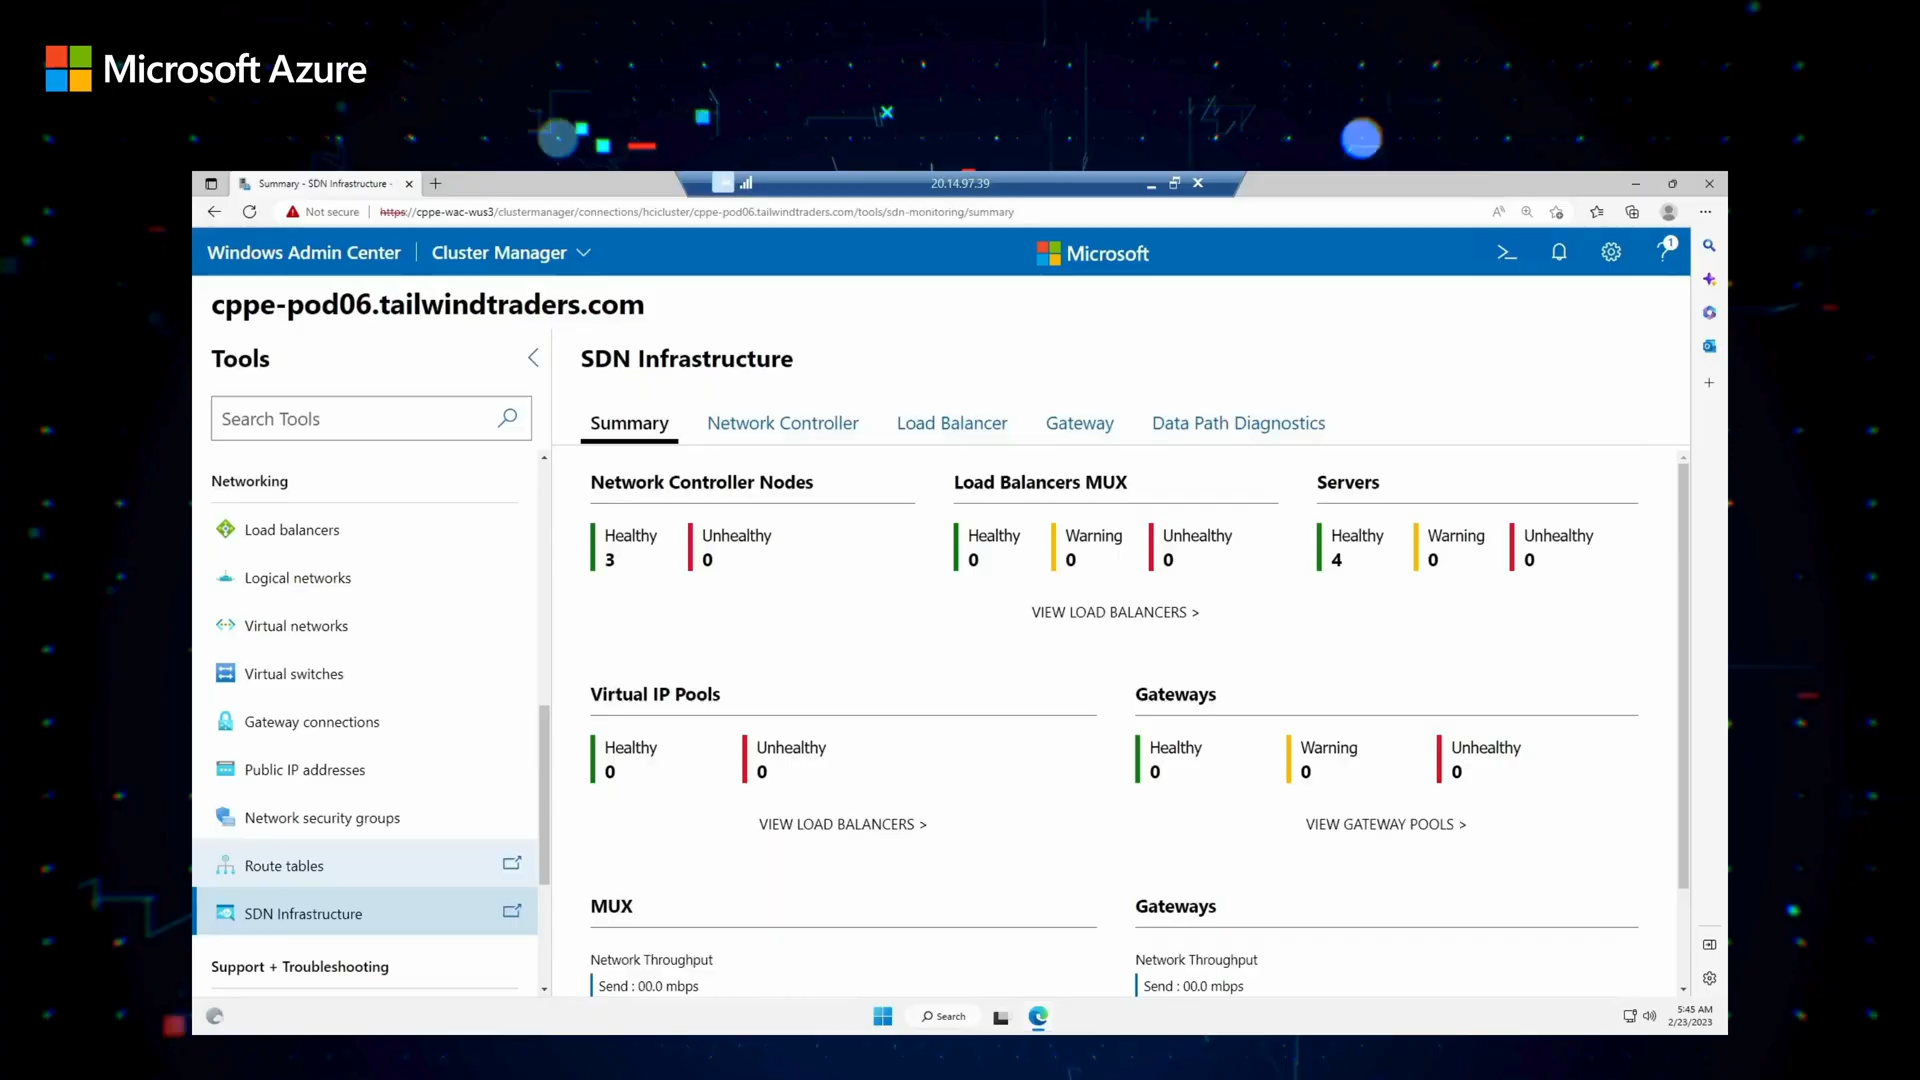 Microsoft Azure
Summary - SDN Infrastructure -
20.14.97.39
Not secure
https://cppe-wac-wus3/clustermanager/connections/hcicluster/cppe-pod06.tailwindtraders.com/tools/sdn-monitoring/summary
Windows Admin Center
Cluster Manager
Microsoft
1
cppe-pod06.tailwindtraders.com
Tools
Search Tools
Networking
Load balancers
Logical networks
Virtual networks
Virtual switches
Gateway connections
Public IP addresses
Network security groups
Route tables
SDN Infrastructure
Support + Troubleshooting
SDN Infrastructure
Summary Network Controller Load Balancer Gateway Data Path Diagnostics
Network Controller Nodes
Healthy Unhealthy
3 0
Load Balancers MUX
Healthy Warning Unhealthy
0 0 0
VIEW LOAD BALANCERS >
Servers
Healthy Warning Unhealthy
4 0 0
Virtual IP Pools
Healthy Unhealthy
0 0
VIEW LOAD BALANCERS >
Gateways
Healthy Warning Unhealthy
0 0 0
VIEW GATEWAY POOLS >
MUX
Network Throughput
Send : 00.0 mbps
Gateways
Network Throughput
Send : 00.0 mbps
Search
5:45 AM
2/23/2023